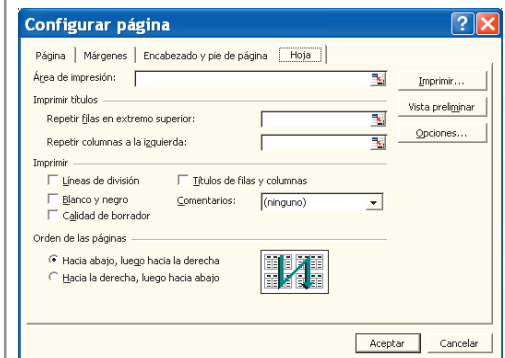 Configurar página
Página Márgenes Encabezado y pie de página Hoja
Área de impresión:
Imprimir...
Imprimir títulos
Vista preliminar
Repetir filas en extremo superior:
Opciones...
Repetir columnas a la izquierda:
Imprimir
Líneas de división Títulos de filas y columnas
Blanco y negro Comentarios: (ninguno)
Calidad de borrador
Orden de las páginas
Hacia abajo, luego hacia la derecha
Hacia la derecha, luego hacia abajo
Aceptar Cancelar